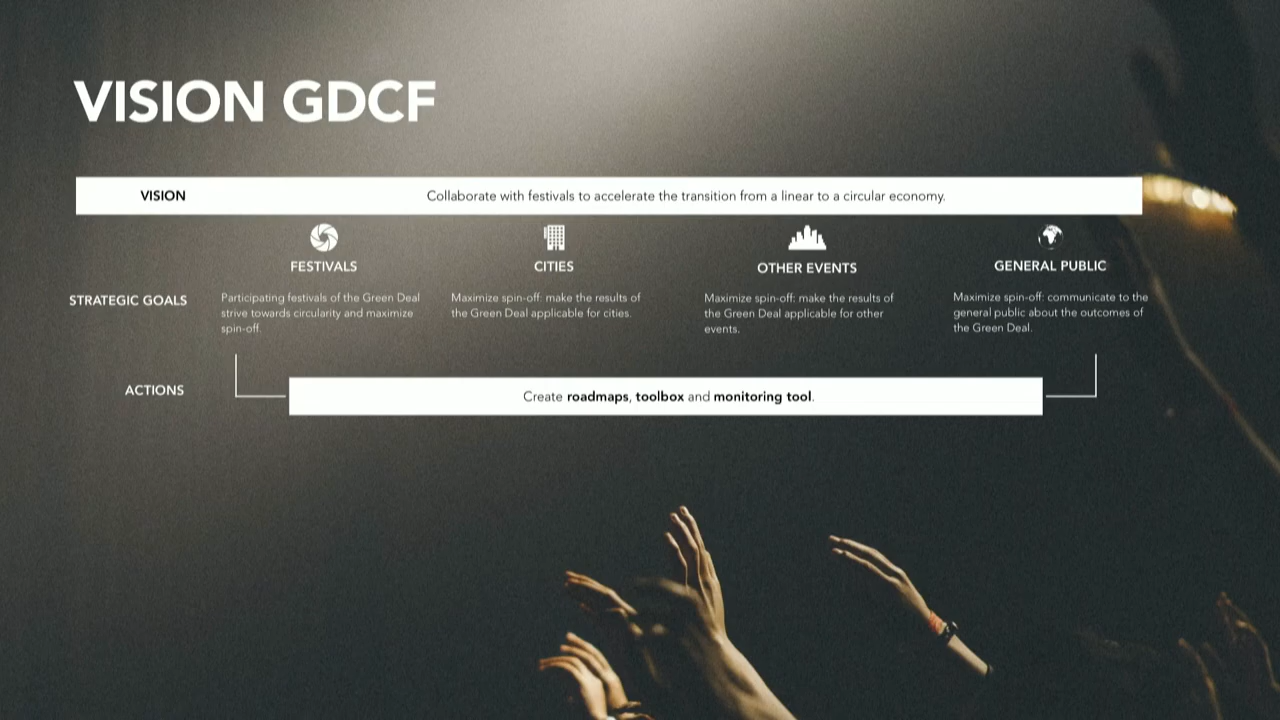 VISION GDCF
VISION
Collaborate with festivals to accelerate the transition from a linear to a circular economy.
FESTIVALS
CITIES
OTHER EVENTS
GENERAL PUBLIC
STRATEGIC GOALS
Participating festivals of the Green Deal
strive towards circularity and maximize
spin-off.
Maximize spin-off: make the results of
the Green Deal applicable for cities.
Maximize spin-off: make the results of
the Green Deal applicable for other
events.
Maximize spin-off: communicate to the
general public about the outcomes of
the Green Deal.
ACTIONS
Create roadmaps, toolbox and monitoring tool.